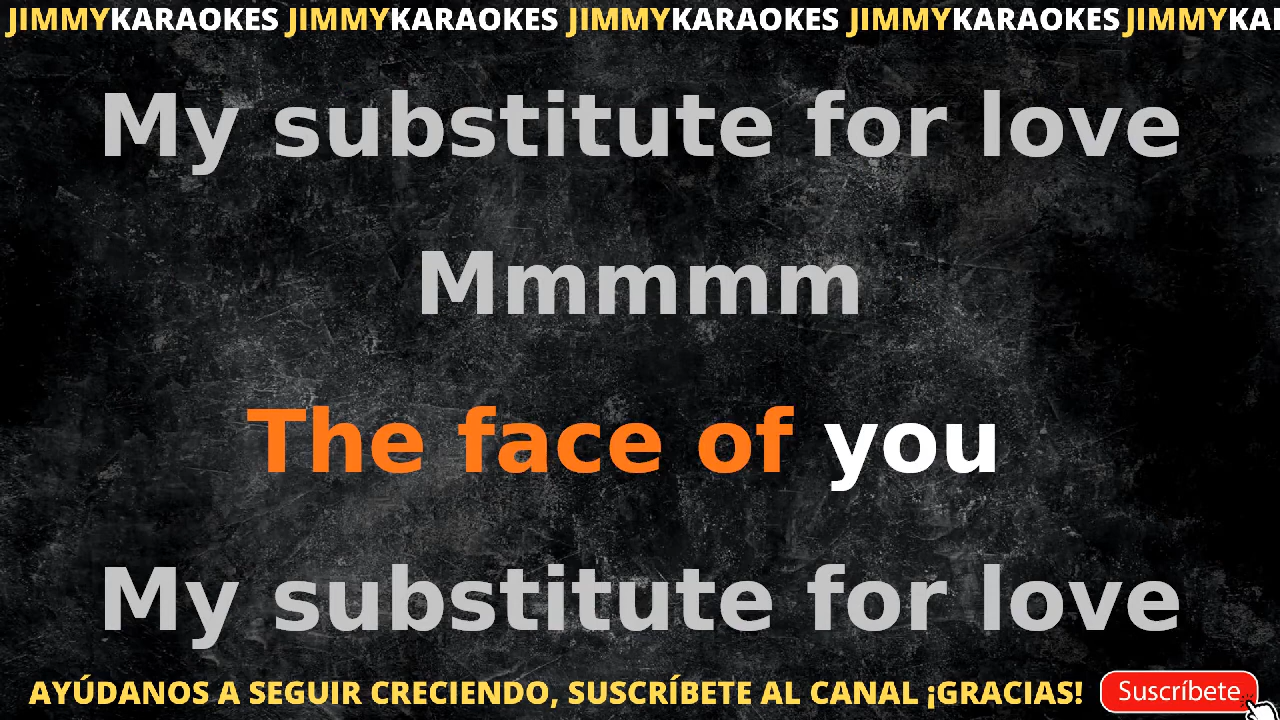 JIMMYKARAOKES JIMMYKARAOKES JIMMYKARAOKES JIMMYKARAOKES JIMMYKAI
My substitute for love
Mmmmm
The face of you
My substitute for love
AYÚDANOS A SEGUIR CRECIENDO, SUSCRÍBETE AL CANAL ¡GRACIAS! Suscríbete